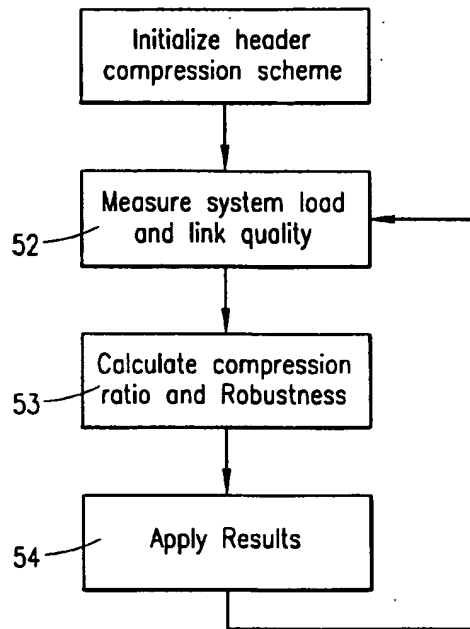 Initialize header
compression scheme
Measure system load
and link quality
52
Calculate compression
ratio and Robustness
53
Apply Results
54